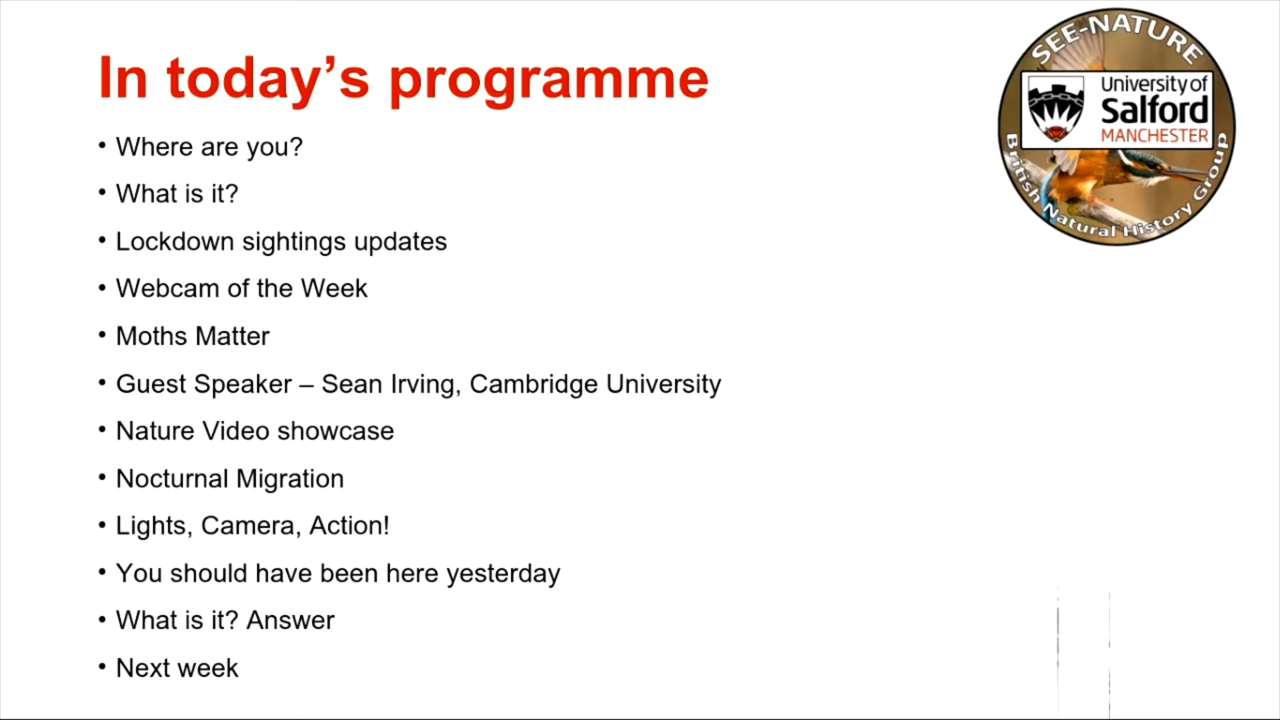 In today’s programme
• Where are you?
• What is it?
• Lockdown sightings updates
• Webcam of the Week
• Moths Matter
• Guest Speaker – Sean Irving, Cambridge University
• Nature Video showcase
• Nocturnal Migration
• Lights, Camera, Action!
• You should have been here yesterday
• What is it? Answer
• Next week
SEE-NATURE
University of
Salford
MANCHESTER
British Natural History Group